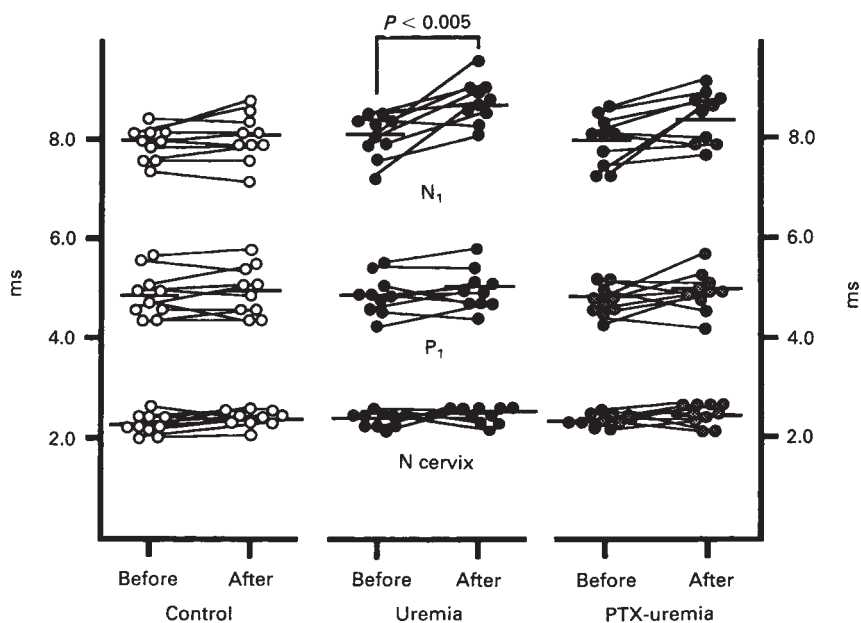 P < 0.005
8.0
8.0
N₁
6.0
6.0
ms
ms
4.0
P₁
4.0
2.0
N cervix
2.0
Before After Before After Before After
Control Uremia PTX-uremia